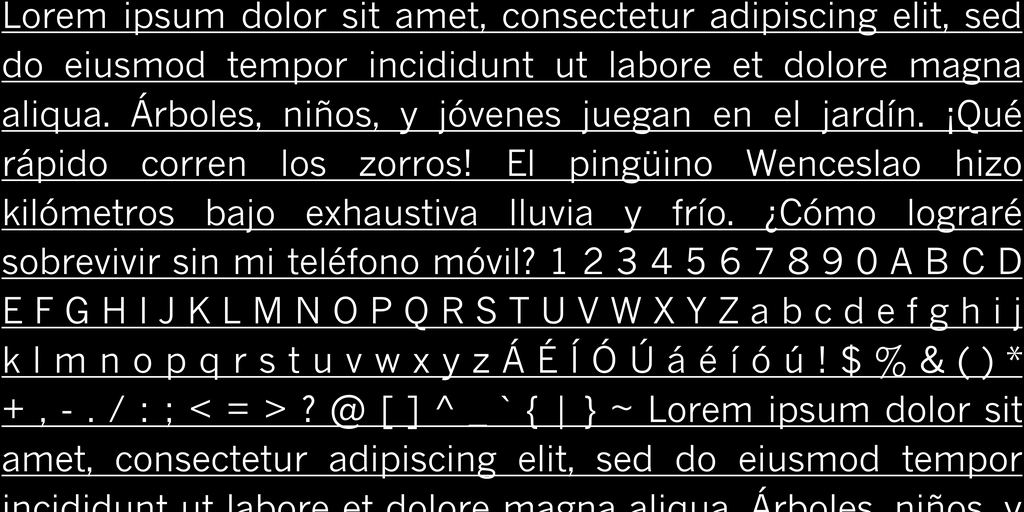 Lorem ipsum dolor sit amet, consectetur adipiscing elit, sed
do eiusmod tempor incididunt ut labore et dolore magna
aliqua. Árboles, niños, y jóvenes juegan en el jardín. ¡Qué
rápido corren los zorros! El pingüino Wenceslao hizo
kilómetros bajo exhaustiva lluvia y frío. ¿Cómo lograré
sobrevivir sin mi teléfono móvil? 1 2 3 4 5 6 7 8 9 0 A B C D
E F G H I J K L M N O P Q R S T U V W X Y Z a b c d e f g h i j
k l m n o p q r s t u v w x y z Á É Í Ó Ú á é í ó ú ! $ % & ( ) *
+ , - . / : ; < = > ? @ [ ] ^ _ ` { | } ~ Lorem ipsum dolor sit
amet, consectetur adipiscing elit, sed do eiusmod tempor
incididunt ut labore et dolore magna aliqua. Árboles, niños, y